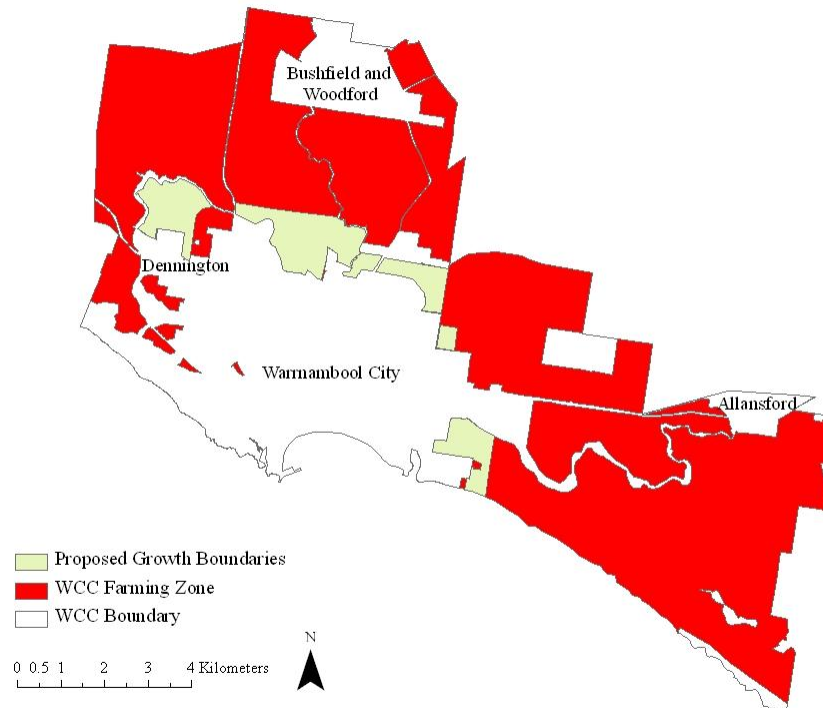 Bushfield and
Woodford
Dennington
Warrnambool City
Allansford
Proposed Growth Boundaries
WCC Farming Zone
WCC Boundary
N
0 0.5 1 2 3 4 Kilometers